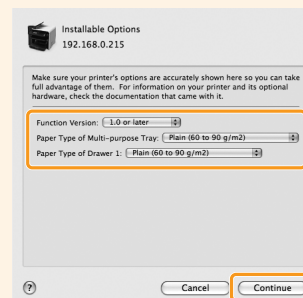 Installable Options
192.168.0.215
Make sure your printer's options are accurately shown here so you can take
full advantage of them. For information on your printer and its optional
hardware, check the documentation that came with it.
Function Version: 1.0 or later
Paper Type of Multi-purpose Tray: Plain (60 to 90 g/m2)
Paper Type of Drawer 1: Plain (60 to 90 g/m2)
?
Cancel
Continue